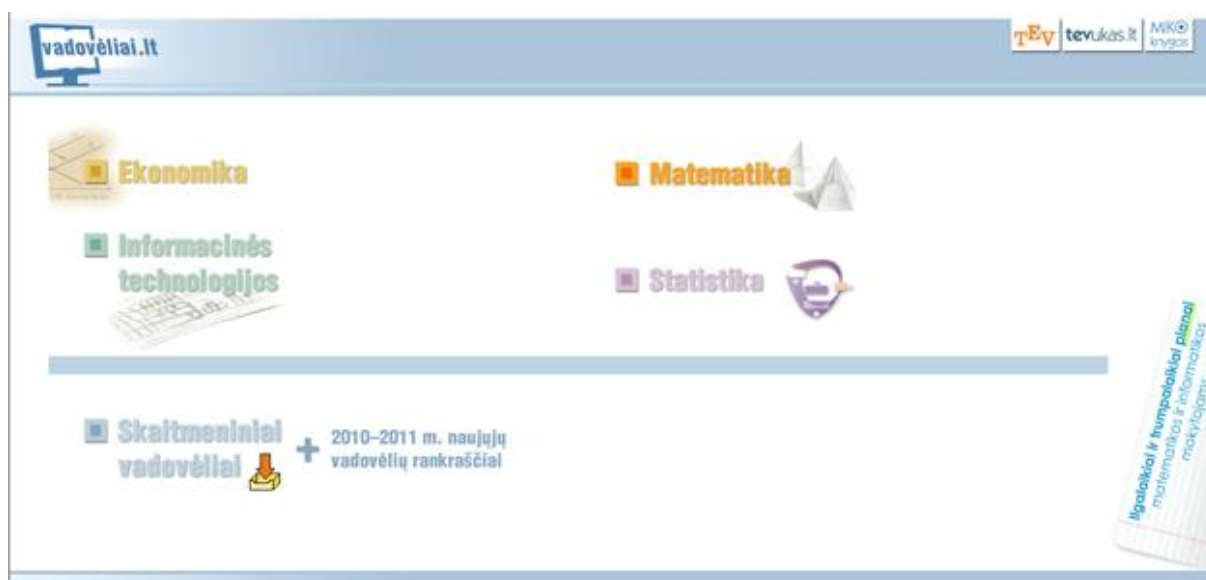 vadovėliai.lt
TEV
tevukas.lt
MIKO
knygos
Ekonomika
Matematika
Informacinės
technologijos
Statistika
Ilgalaikiai ir trumpalaikiai planai
matematikos ir informatikos
mokytojams
Skaitmeniniai
vadovėliai
+
2010–2011 m. naujųjų
vadovėlių rankraščiai